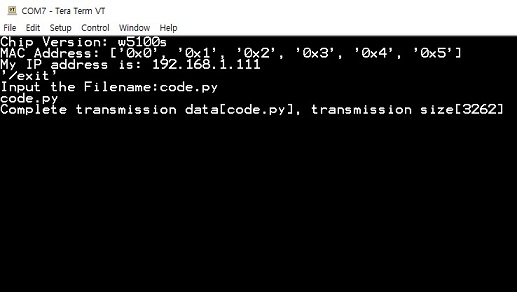 COM7 - Tera Term VT
File Edit Setup Control Window Help
Chip Version: w5100s
MAC Address: ['0x0', '0x1', '0x2', '0x3', '0x4', '0x5']
My IP address is: 192.168.1.111
'/exit'
Input the Filename:code.py
code.py
Complete transmission data[code.py], transmission size[3262]